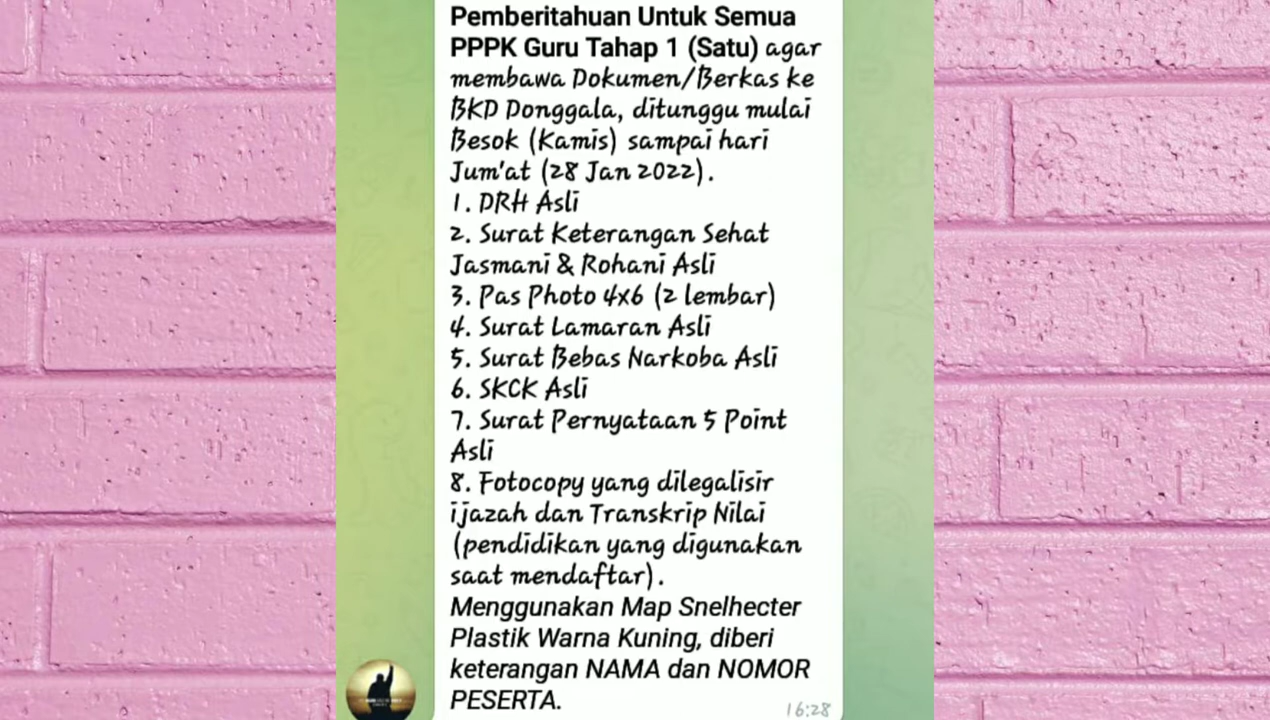 Pemberitahuan Untuk Semua
PPPK Guru Tahap 1 (Satu) agar
membawa Dokumen/Berkas ke
BKD Donggala, ditunggu mulai
Besok (Kamis) sampai hari
Jum'at (28 Jan 2022).
1. DRH Asli
2. Surat Keterangan Sehat
Jasmani & Rohani Asli
3. Pas Photo 4x6 (2 lembar)
4. Surat Lamaran Asli
5. Surat Bebas Narkoba Asli
6. SKCK Asli
7. Surat Pernyataan 5 Point
Asli
8. Fotocopy yang dilegalisir
ijazah dan Transkrip Nilai
(pendidikan yang digunakan
saat mendaftar).
Menggunakan Map Snelhecter
Plastik Warna Kuning, diberi
keterangan NAMA dan NOMOR
PESERTA.
16:28